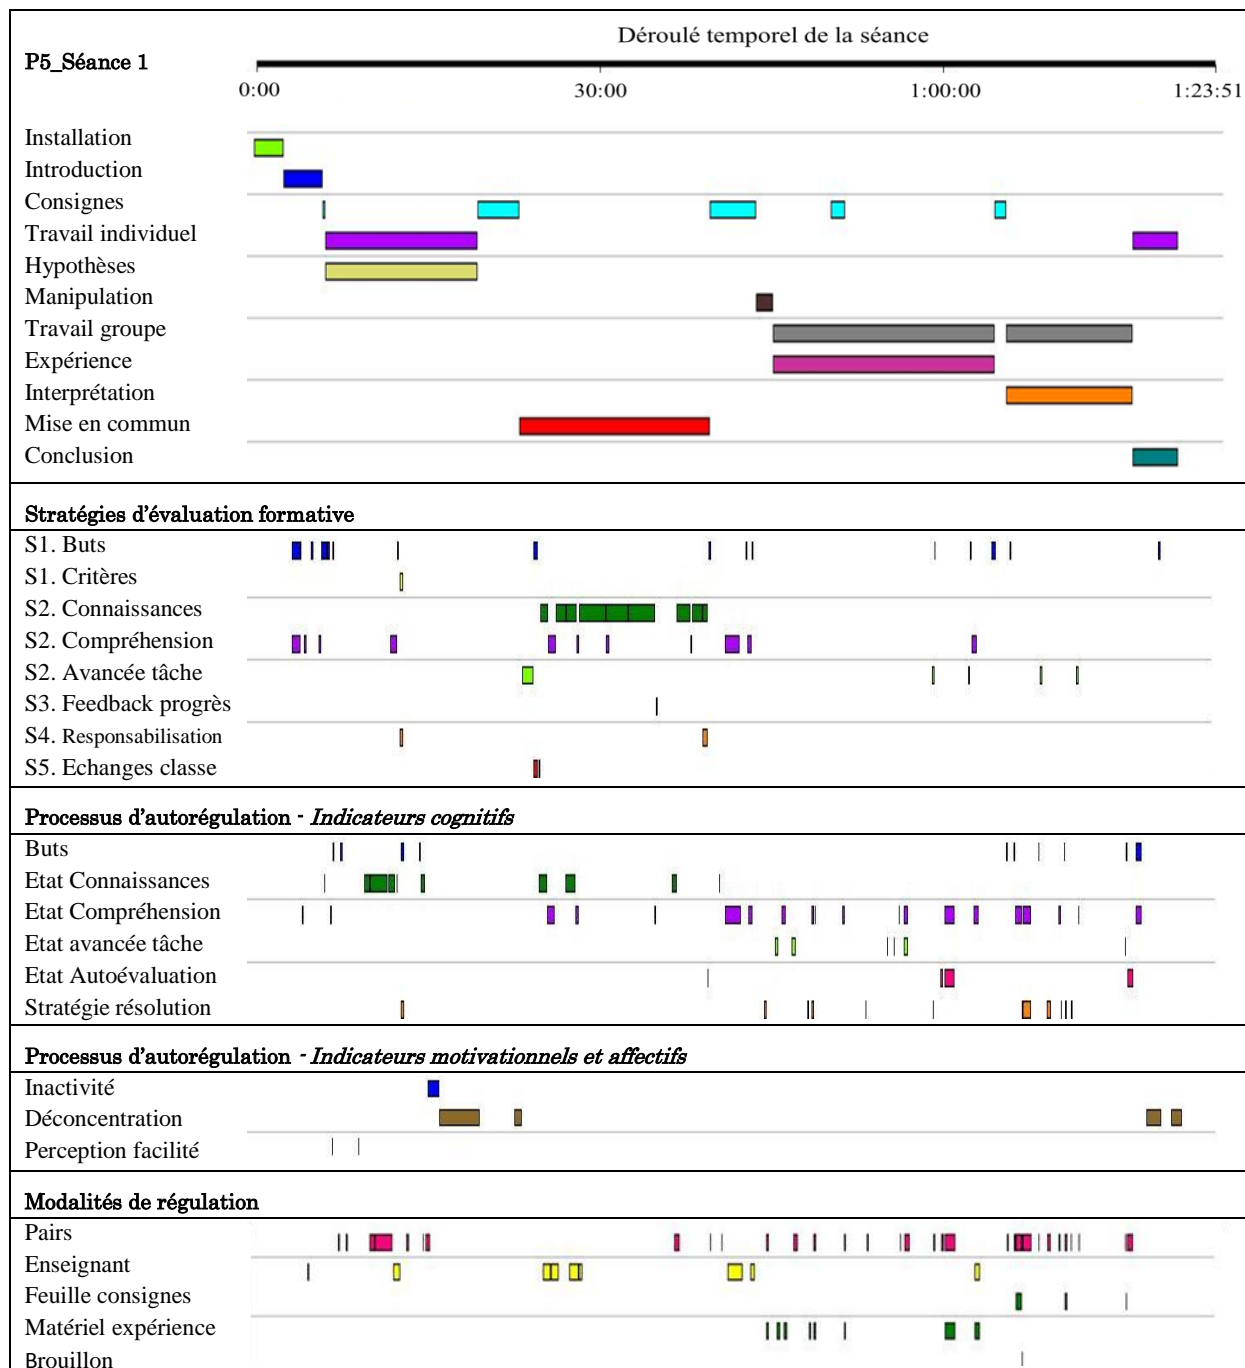 Déroulé temporel de la séance
P5_Séance 1
0:00 30:00 1:00:00 1:23:51
Installation
Introduction
Consignes
Travail individuel
Hypothèses
Manipulation
Travail groupe
Expérience
Interprétation
Mise en commun
Conclusion
Stratégies d'évaluation formative
S1. Buts
S1. Critères
S2. Connaissances
S2. Compréhension
S2. Avancée tâche
S3. Feedback progrès
S4. Responsabilisation
S5. Echanges classe
Processus d'autorégulation - Indicateurs cognitifs
Buts
Etat Connaissances
Etat Compréhension
Etat avancée tâche
Etat Autoévaluation
Stratégie résolution
Processus d'autorégulation - Indicateurs motivationnels et affectifs
Inactivité
Déconcentration
Perception facilité
Modalités de régulation
Pairs
Enseignant
Feuille consignes
Matériel expérience
Brouillon